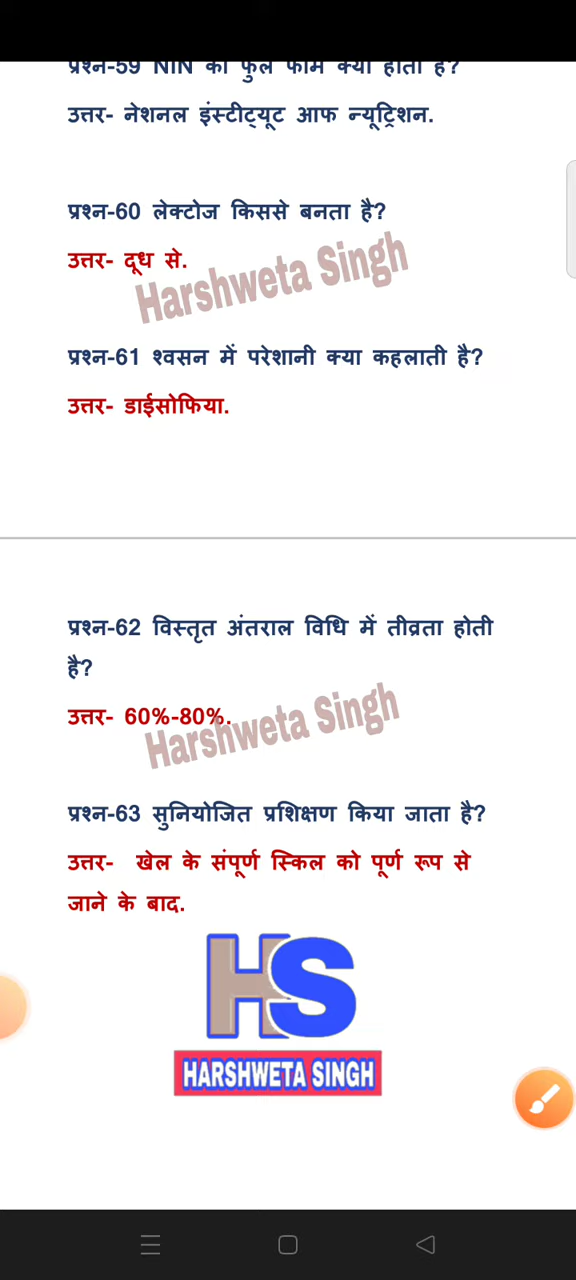 प्रश्न-59 NIN का फुल फॉर्म क्या होता है?
उत्तर- नेशनल इंस्टीट्यूट आफ न्यूट्रिशन.
प्रश्न-60 लेक्टोज किससे बनता है?
उत्तर- दूध से.
Harshweta Singh
प्रश्न-61 श्वसन में परेशानी क्या कहलाती है?
उत्तर- डाईसोफिया.
प्रश्न-62 विस्तृत अंतराल विधि में तीव्रता होती
है?
उत्तर- 60%-80%.
Harshweta Singh
प्रश्न-63 सुनियोजित प्रशिक्षण किया जाता है?
उत्तर- खेल के संपूर्ण स्किल को पूर्ण रूप से
जाने के बाद.
HS
HARSHWETA SINGH